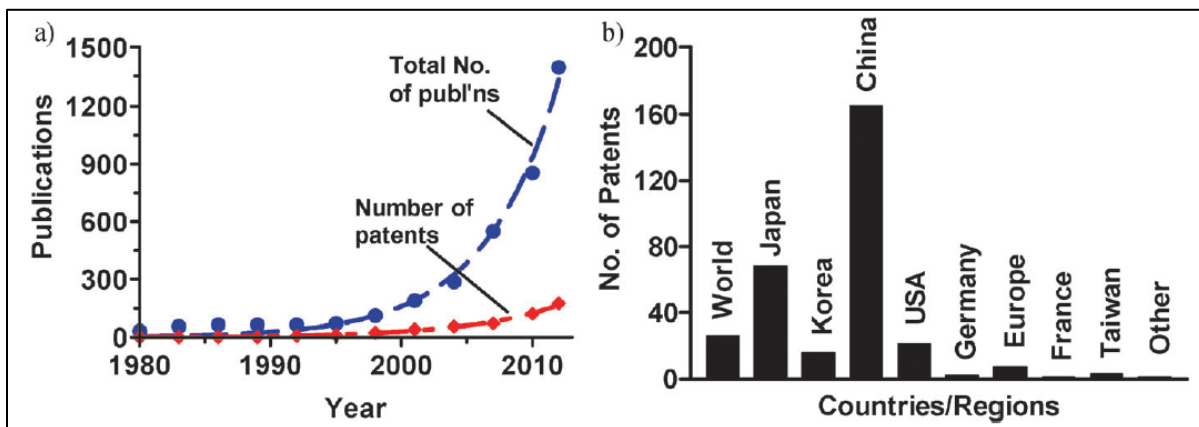 a)
1500
1200
900
600
300
0
Publications
Total No.
of publ'ns
Number of
patents
1980
1990
2000
2010
Year
b)
200
160
120
80
40
0
No. of Patents
World
Japan
Korea
China
USA
Germany
Europe
France
Taiwan
Other
Countries/Regions